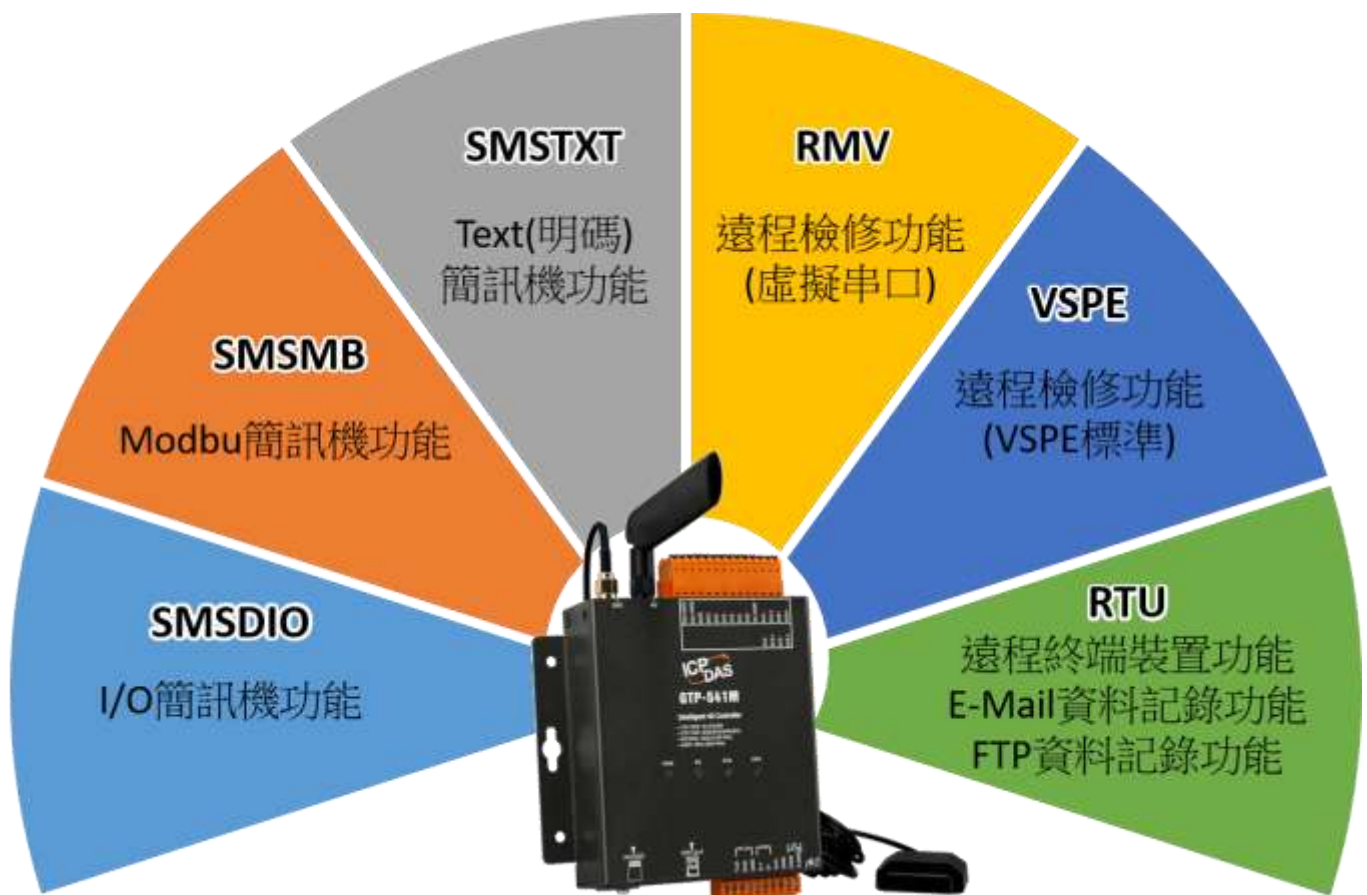 SMSTXT
Text(明碼)
簡訊機功能
RMV
遠程檢修功能
(虛擬串口)
SMSMB
Modbu簡訊機功能
VSPE
遠程檢修功能
(VSPE標準)
SMSDIO
I/O簡訊機功能
RTU
遠程終端裝置功能
E-Mail資料記錄功能
FTP資料記錄功能
ICP DAS
GTP-541M